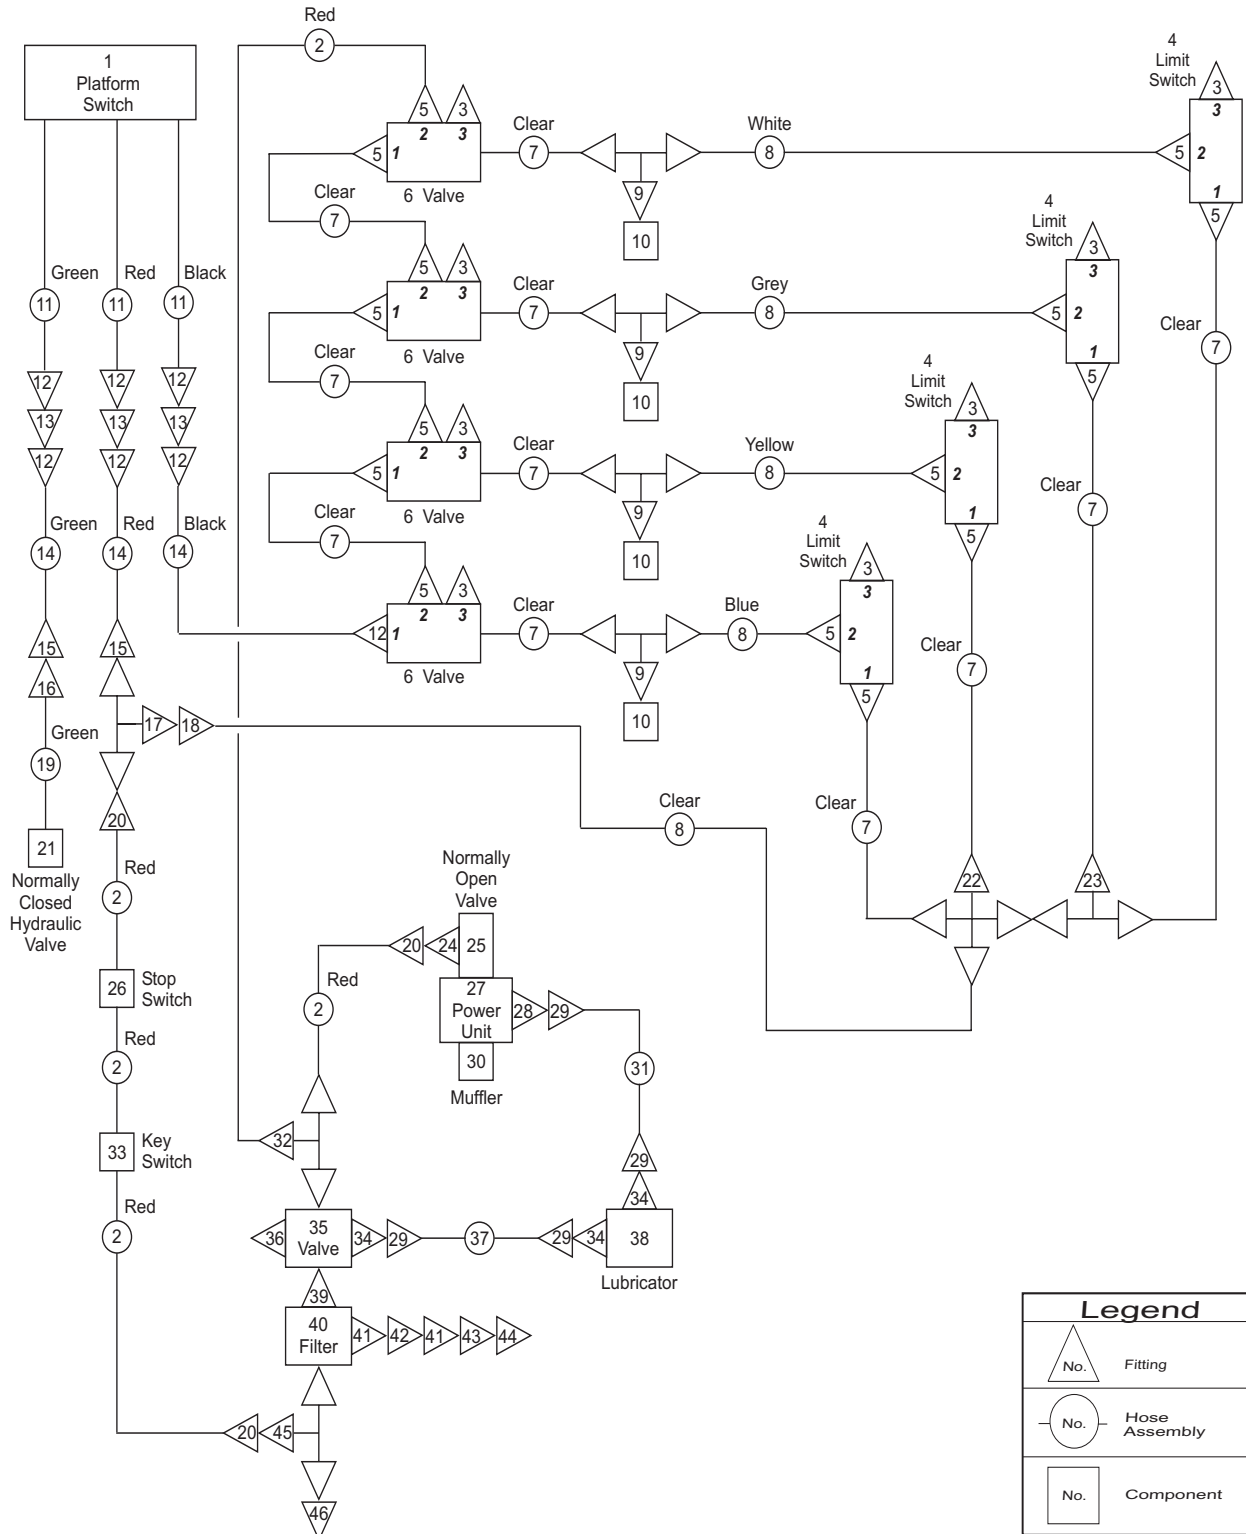 Red
2
1
Platform
Switch
4
Limit
Switch
3
3
5 2
1
5
5 3
2 3
5 1
6 Valve
Clear
7
White
8
9
10
Clear
7
4
Limit
Switch
3
3
5 2
1
5
5 3
2 3
5 1
6 Valve
Clear
7
Grey
8
9
10
Clear
7
Green
11
Red
11
Black
11
Clear
7
12 12 12
13 13 13
12 12 12
4
Limit
Switch
3
3
5 2
1
5
5 3
2 3
5 1
6 Valve
Clear
7
Yellow
8
9
10
Clear
7
Clear
7
Green
14
Red
14
Black
14
4
Limit
Switch
3
3
5 2
1
5
5 3
2 3
12 1
6 Valve
Clear
7
Blue
8
9
10
Clear
7
15 15
16
17 18
Green
19
20
21
Normally
Closed
Hydraulic
Valve
Clear
8
Clear
7
22 23
Red
2
Normally
Open
Valve
20 24 25
26
Stop
Switch
Red
2
27
Power
Unit
28 29
30
Muffler
31
Red
2
33
Key
Switch
32
29
34
Red
2
36
35
Valve
34 29
37
29 34
38
Lubricator
39
40
Filter
41 42 41 43 44
20 45
46
Legend
No. Fitting
No. Hose
Assembly
No. Component